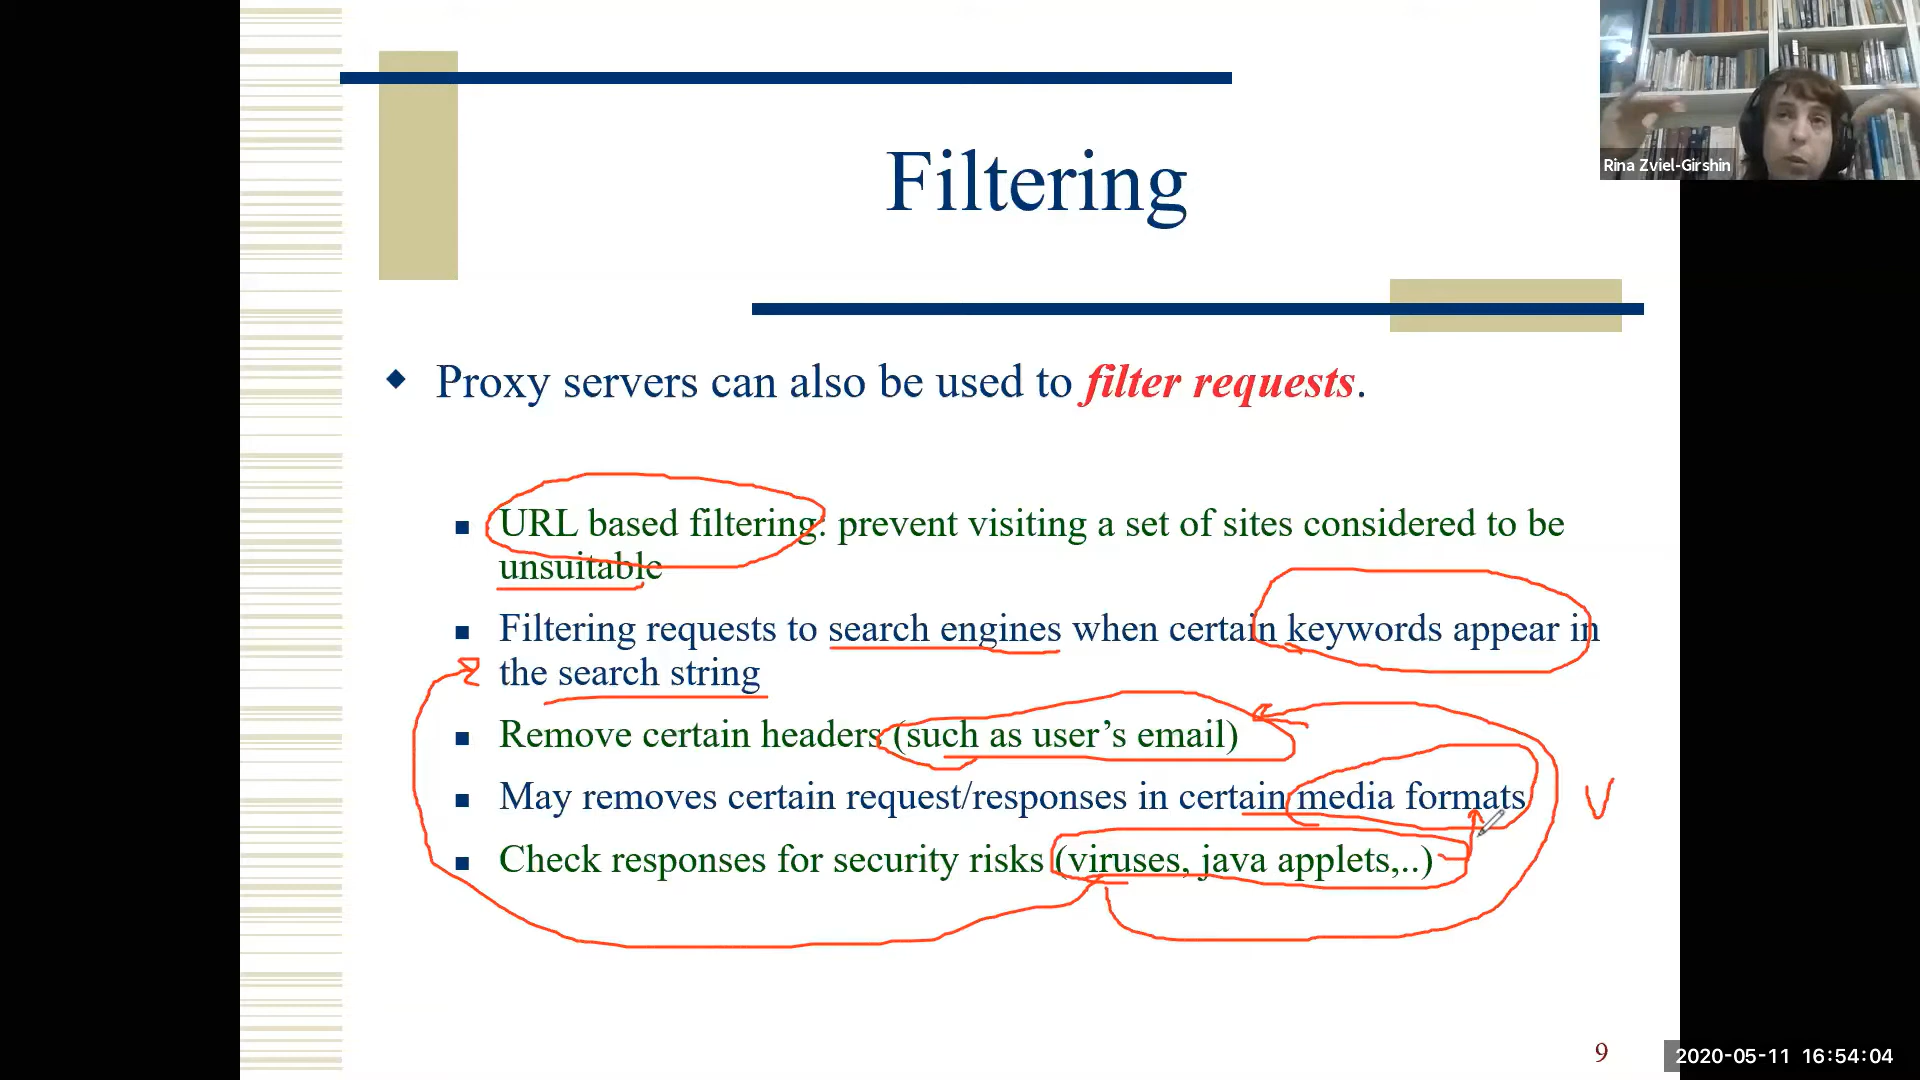 Filtering
Rina Zviel-Girshin
Proxy servers can also be used to filter requests.
URL based filtering: prevent visiting a set of sites considered to be
unsuitable
Filtering requests to search engines when certain keywords appear in
the search string
Remove certain headers (such as user's email)
May removes certain request/responses in certain media formats
V
Check responses for security risks (viruses, java applets,..)
9
2020-05-11 16:54:04